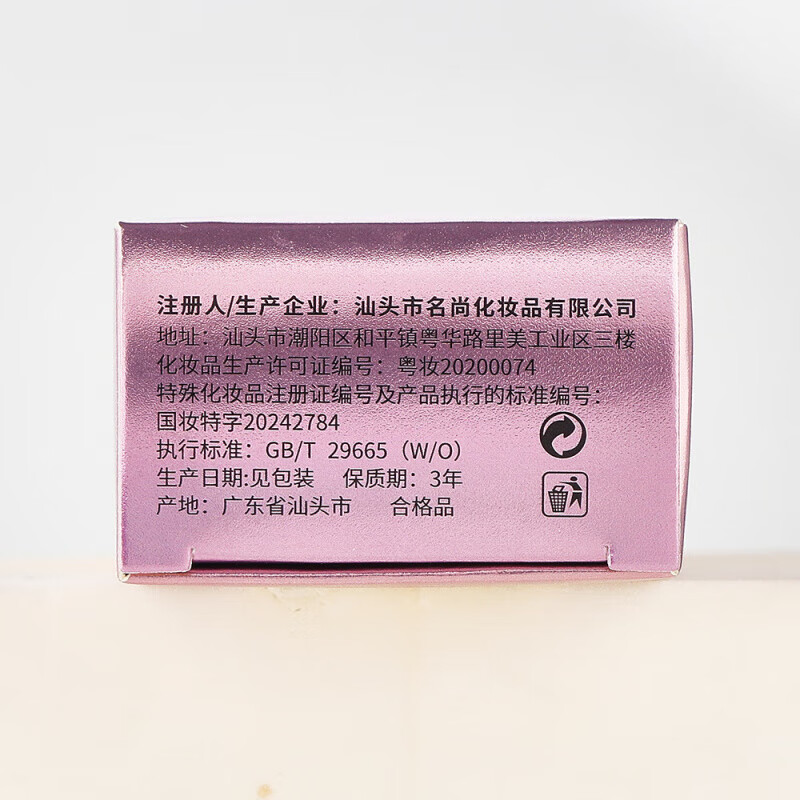 注册人/生产企业：汕头市名尚化妆品有限公司
地址：汕头市潮阳区和平镇粤华路里美工业区三楼
化妆品生产许可证编号：粤妆20200074
特殊化妆品注册证编号及产品执行的标准编号：
国妆特字20242784
执行标准：GB/T 29665（W/O）
生产日期:见包装 保质期：3年
产地：广东省汕头市 合格品